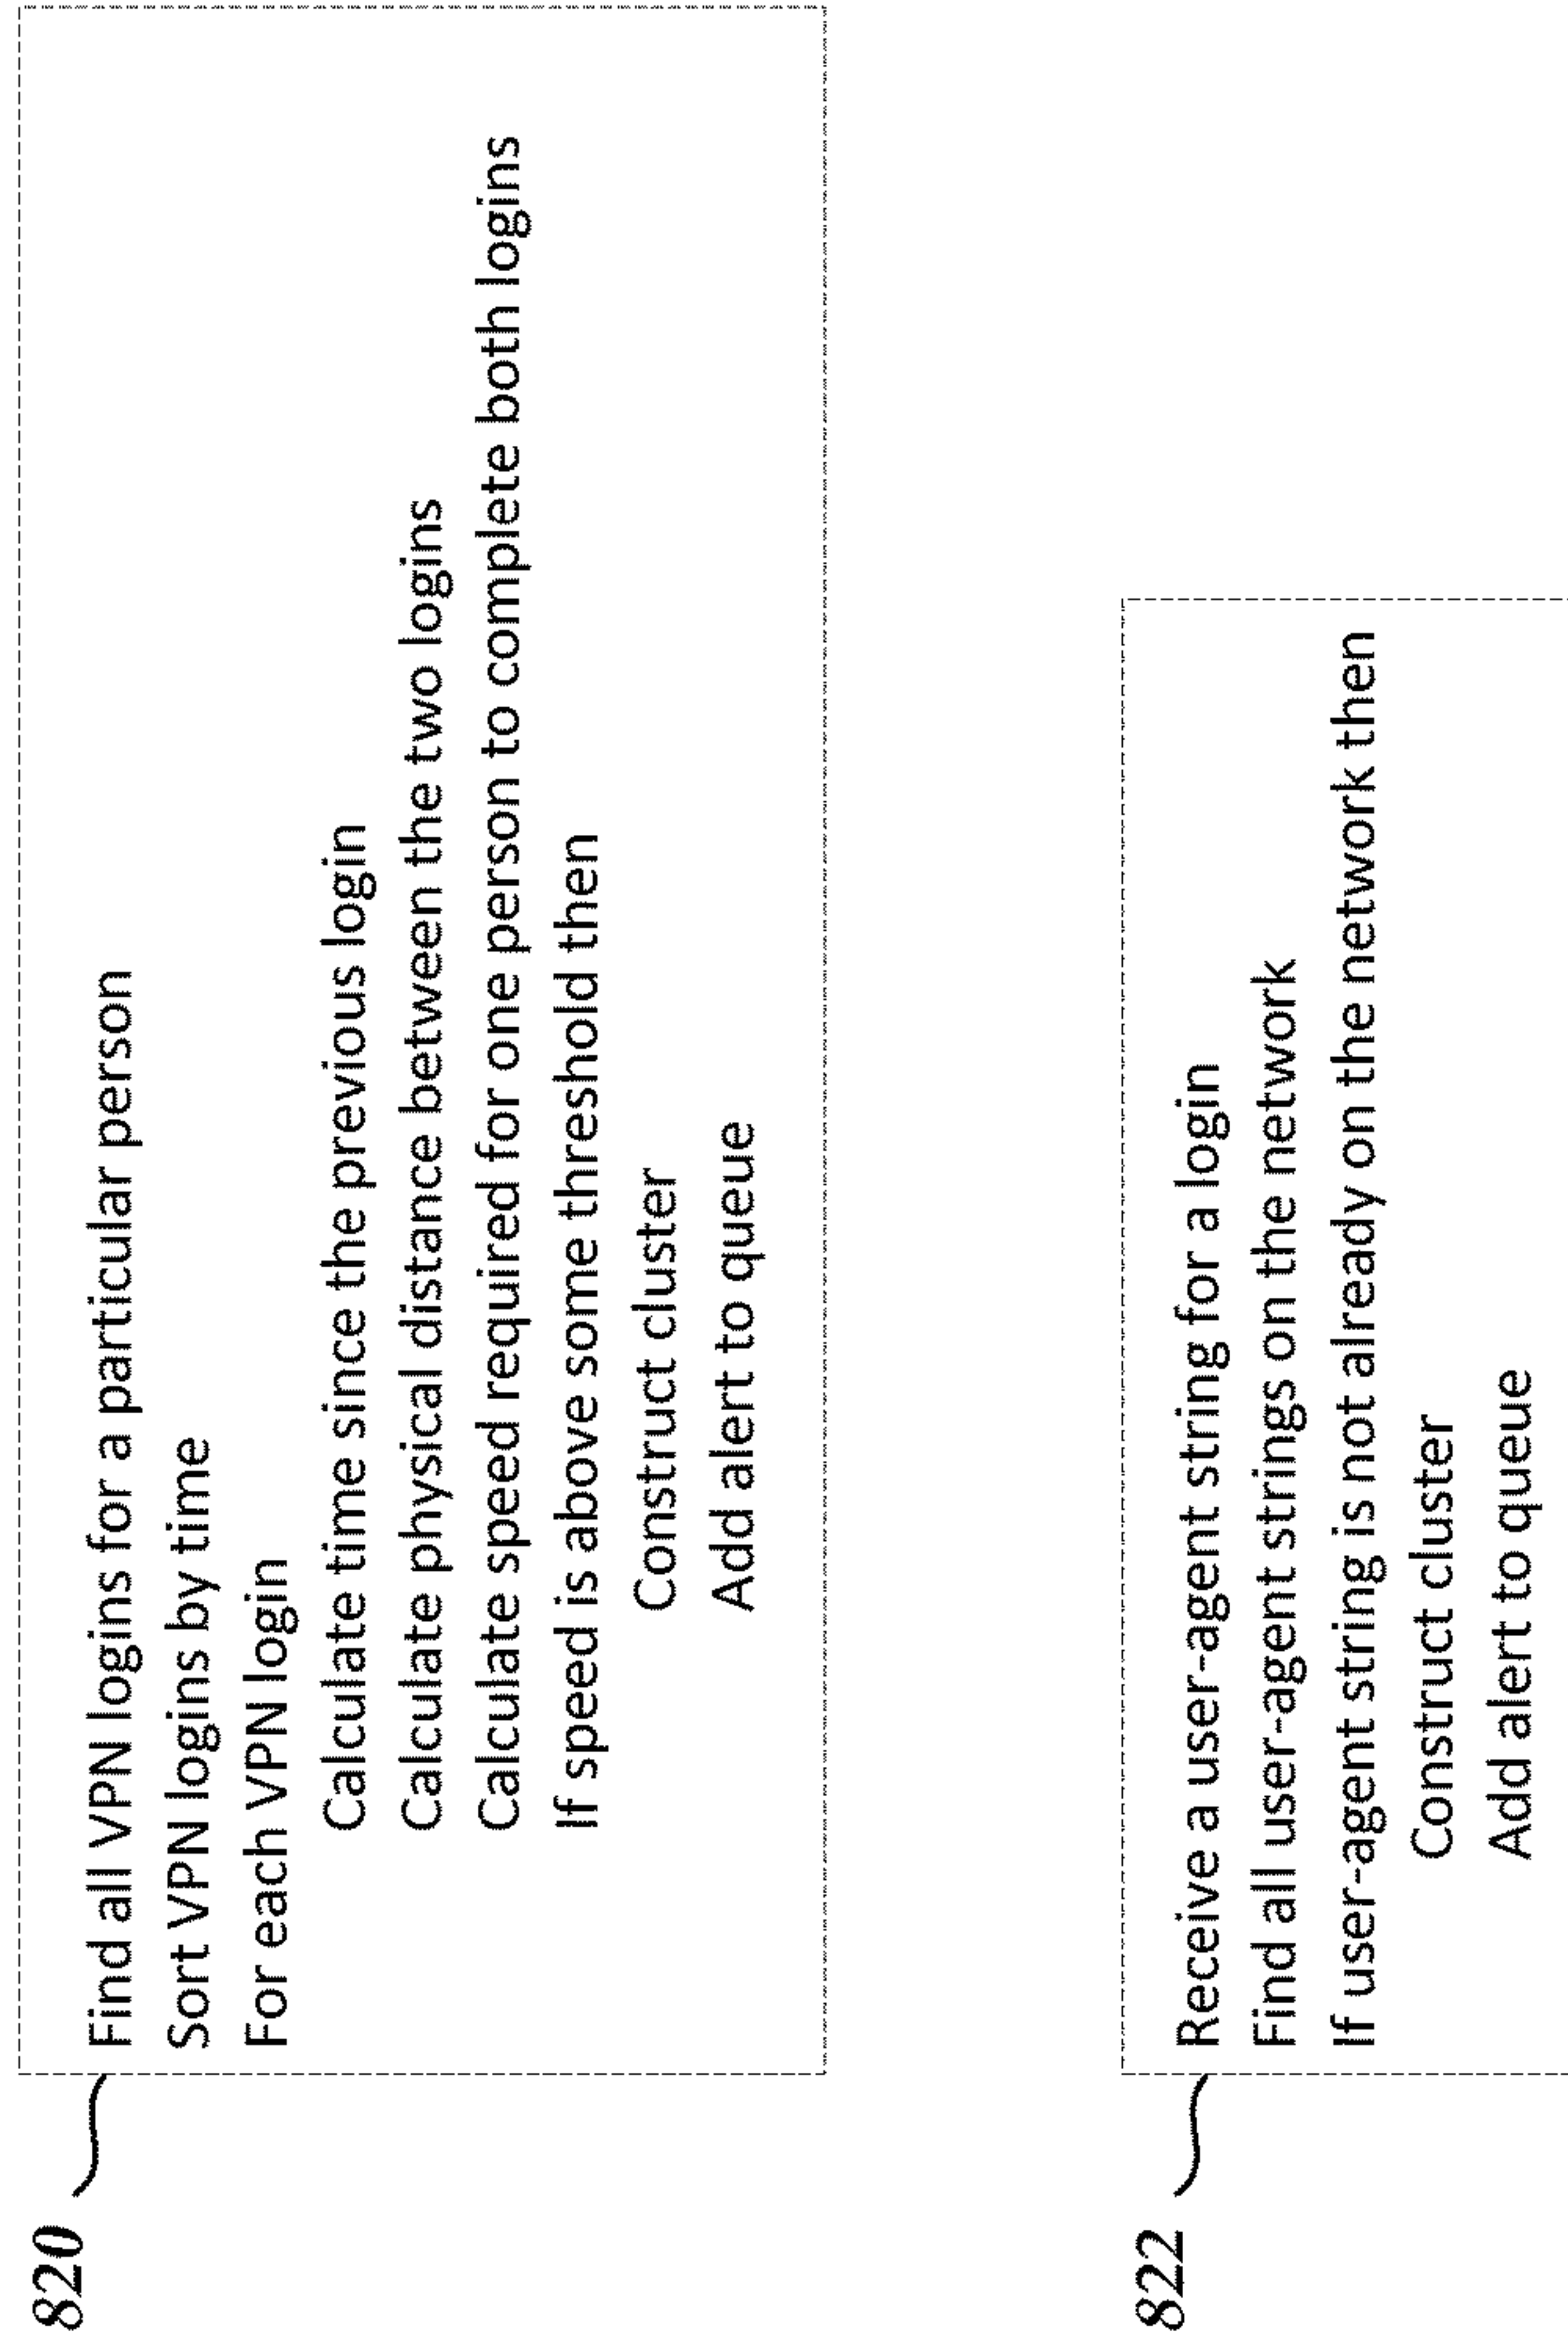 820
Find all VPN logins for a particular person
Sort VPN logins by time
For each VPN login
Calculate time since the previous login
Calculate physical distance between the two logins
Calculate speed required for one person to complete both logins
If speed is above some threshold then
Construct cluster
Add alert to queue
822
Receive a user-agent string for a login
Find all user-agent strings on the network
If user-agent string is not already on the network then
Construct cluster
Add alert to queue